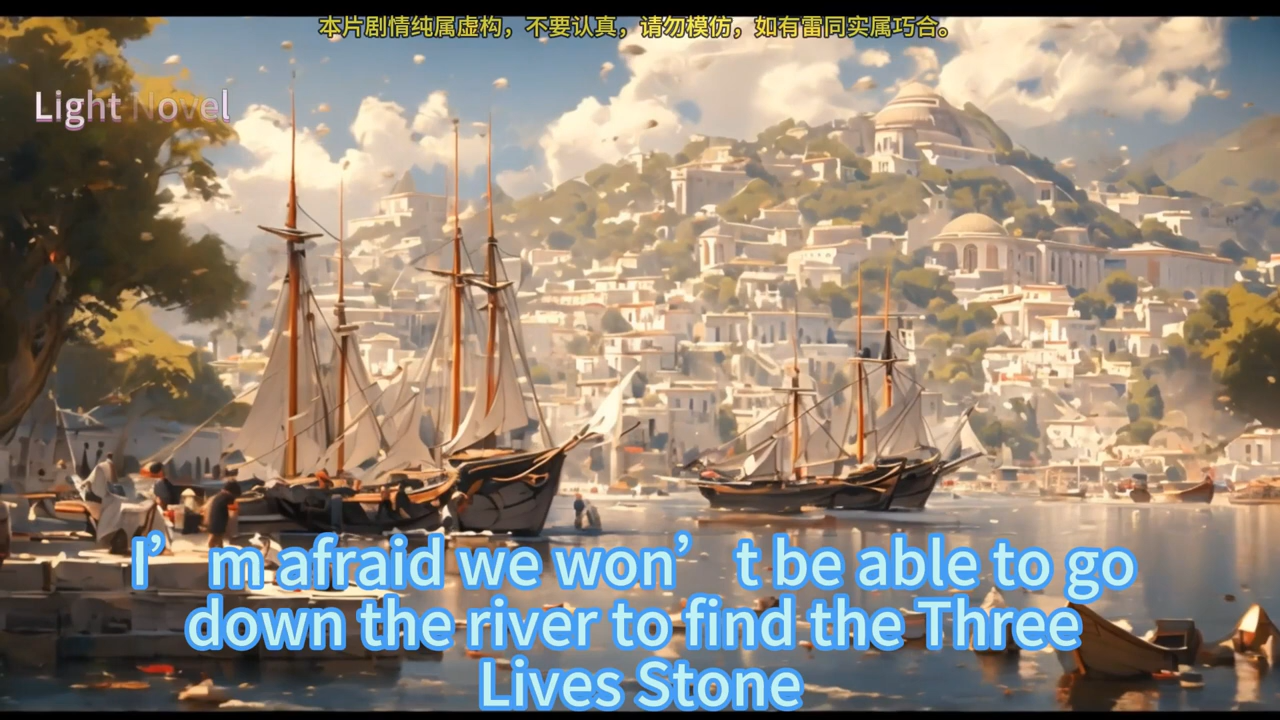 本片剧情纯属虚构，不要认真，请勿模仿，如有雷同实属巧合。
Light Novel
I’m afraid we won’t be able to go
down the river to find the Three
Lives Stone